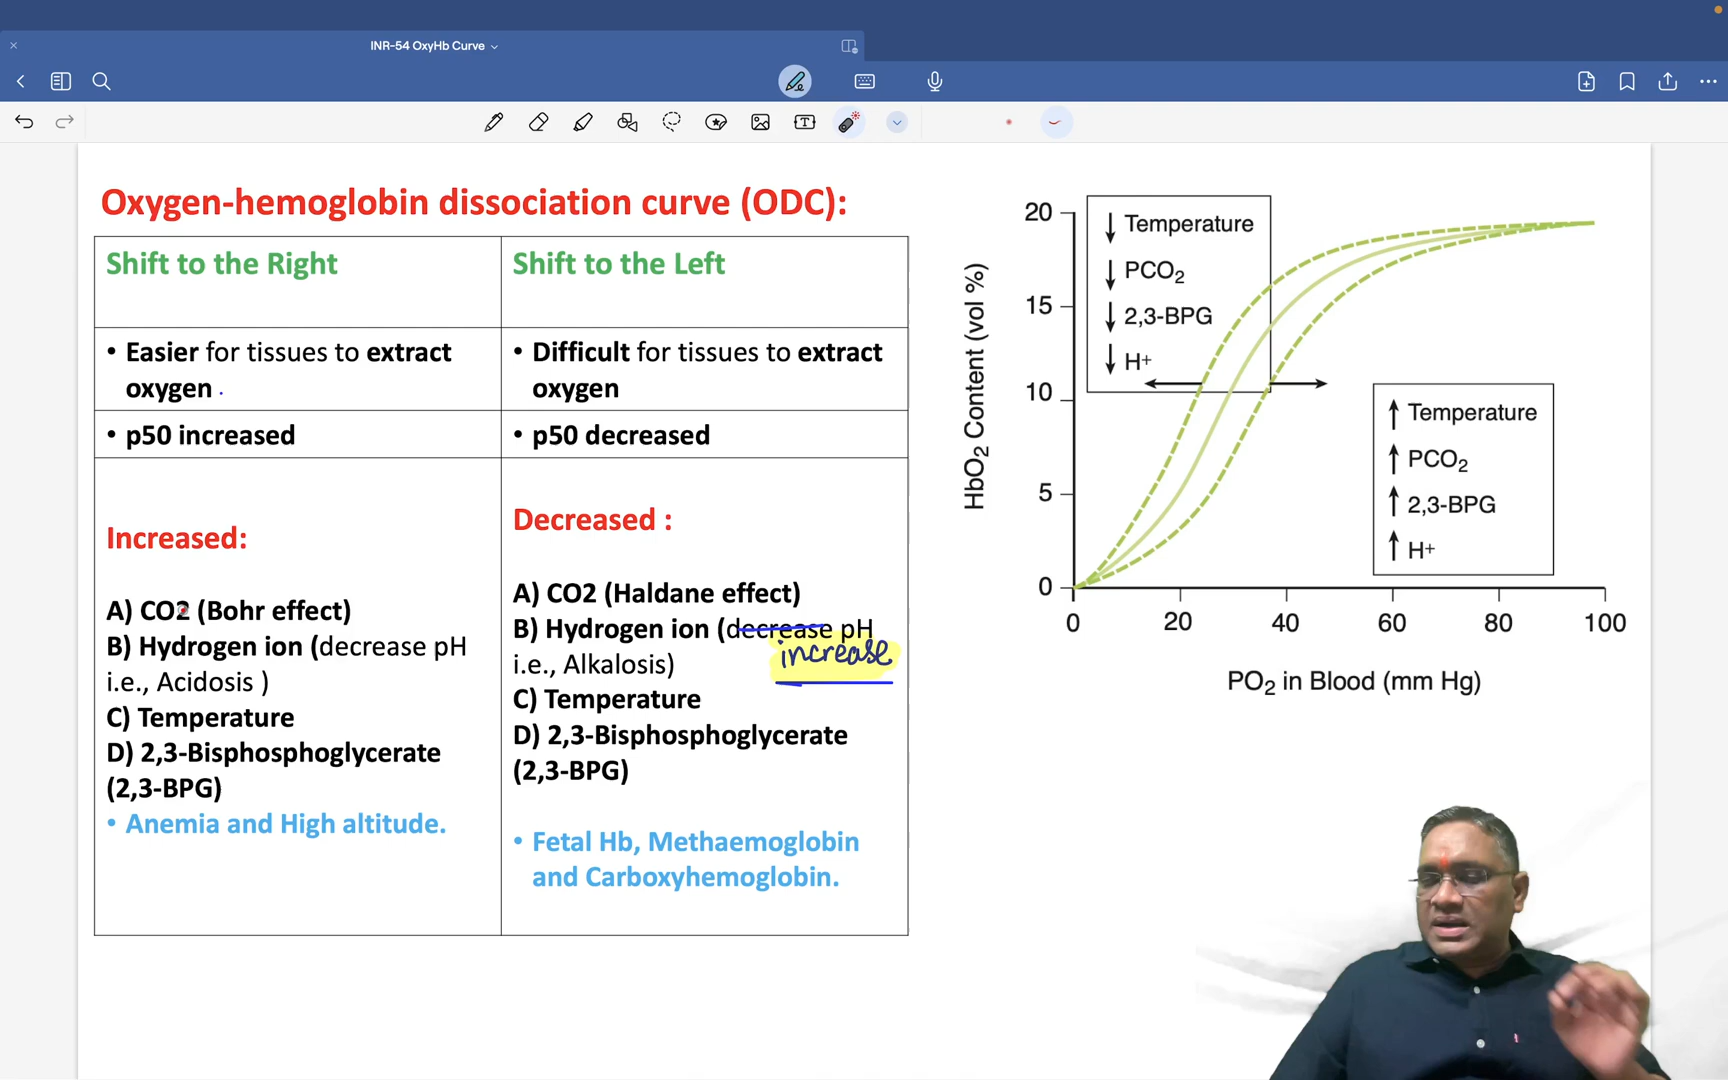 INR-54 OxyHb Curve
Oxygen-hemoglobin dissociation curve (ODC):
Shift to the Right
Shift to the Left
• Easier for tissues to extract
oxygen
• Difficult for tissues to extract
oxygen
• p50 increased
• p50 decreased
Increased:
A) CO2 (Bohr effect)
B) Hydrogen ion (decrease pH
i.e., Acidosis )
C) Temperature
D) 2,3-Bisphosphoglycerate
(2,3-BPG)
• Anemia and High altitude.
Decreased :
A) CO2 (Haldane effect)
B) Hydrogen ion (decrease pH
increase
i.e., Alkalosis)
C) Temperature
D) 2,3-Bisphosphoglycerate
(2,3-BPG)
• Fetal Hb, Methaemoglobin
and Carboxyhemoglobin.
HbO2 Content (vol %)
20
15
10
5
0
↓ Temperature
↓ PCO2
↓ 2,3-BPG
↓ H+
↑ Temperature
↑ PCO2
↑ 2,3-BPG
↑ H+
0 20 40 60 80 100
PO2 in Blood (mm Hg)